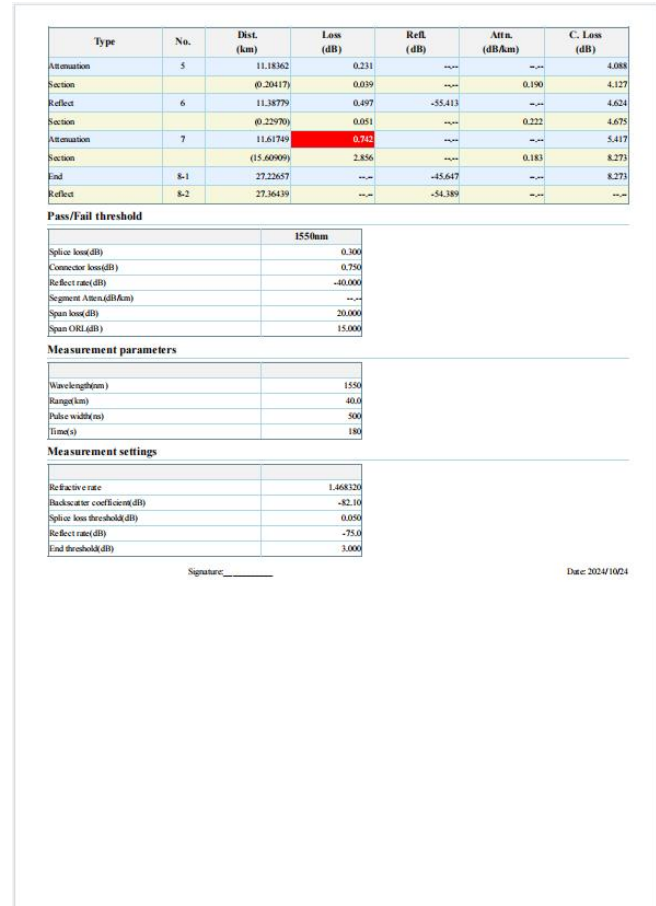 Type No. Dist. (km) Loss (dB) Refl. (dB) Attn. (dB/km) C. Loss (dB)
Attenuation 5 11.18362 0.231 --.-- --.-- 4.088
Section (0.20417) 0.039 --.-- 0.190 4.127
Reflect 6 11.38779 0.497 -55.413 --.-- 4.624
Section (0.22970) 0.051 --.-- 0.222 4.675
Attenuation 7 11.61749 0.742 --.-- --.-- 5.417
Section (15.60909) 2.856 --.-- 0.183 8.273
End 8-1 27.22657 --.-- -45.647 --.-- 8.273
Reflect 8-2 27.36439 --.-- -54.389 --.-- --.--
Pass/Fail threshold
1550nm
Splice loss(dB) 0.300
Connector loss(dB) 0.750
Reflect rate(dB) -40.000
Segment Atten.(dB/km) --.--
Span loss(dB) 20.000
Span ORL(dB) 15.000
Measurement parameters
Wavelength(nm) 1550
Range(km) 40.0
Pulse width(ns) 500
Time(s) 180
Measurement settings
Refractive rate 1.468320
Backscatter coefficient(dB) -82.10
Splice loss threshold(dB) 0.050
Reflect rate(dB) -75.0
End threshold(dB) 3.000
Signature:__________ Date: 2024/10/24